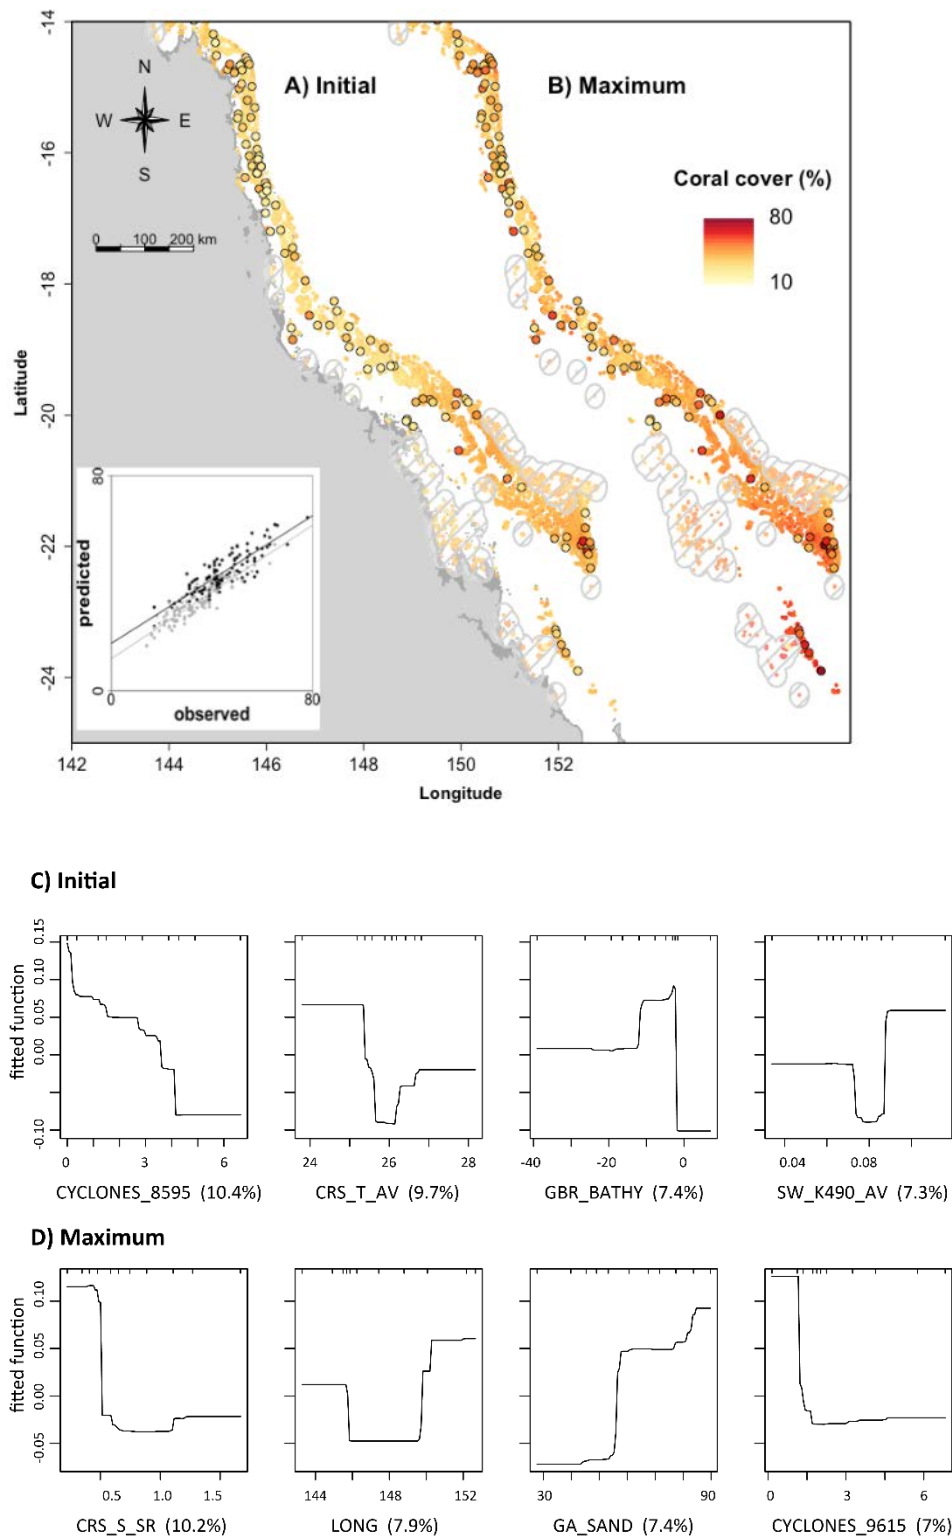 -14
-16
-18
-20
-22
-24
Latitude
A) Initial
B) Maximum
N
W E
S
0 100 200 km
Coral cover (%)
80
10
80
0
predicted
0 80
observed
142 144 146 148 150 152
Longitude
C) Initial
fitted function
0.15
0.10
0.05
0.00
-0.10
0 3 6
CYCLONES_8595 (10.4%)
24 26 28
CRS_T_AV (9.7%)
-40 -20 0
GBR_BATHY (7.4%)
0.04 0.08
SW_K490_AV (7.3%)
D) Maximum
fitted function
0.10
0.05
0.00
-0.05
0.5 1.0 1.5
CRS_S_SR (10.2%)
144 148 152
LONG (7.9%)
30 90
GA_SAND (7.4%)
0 3 6
CYCLONES_9615 (7%)